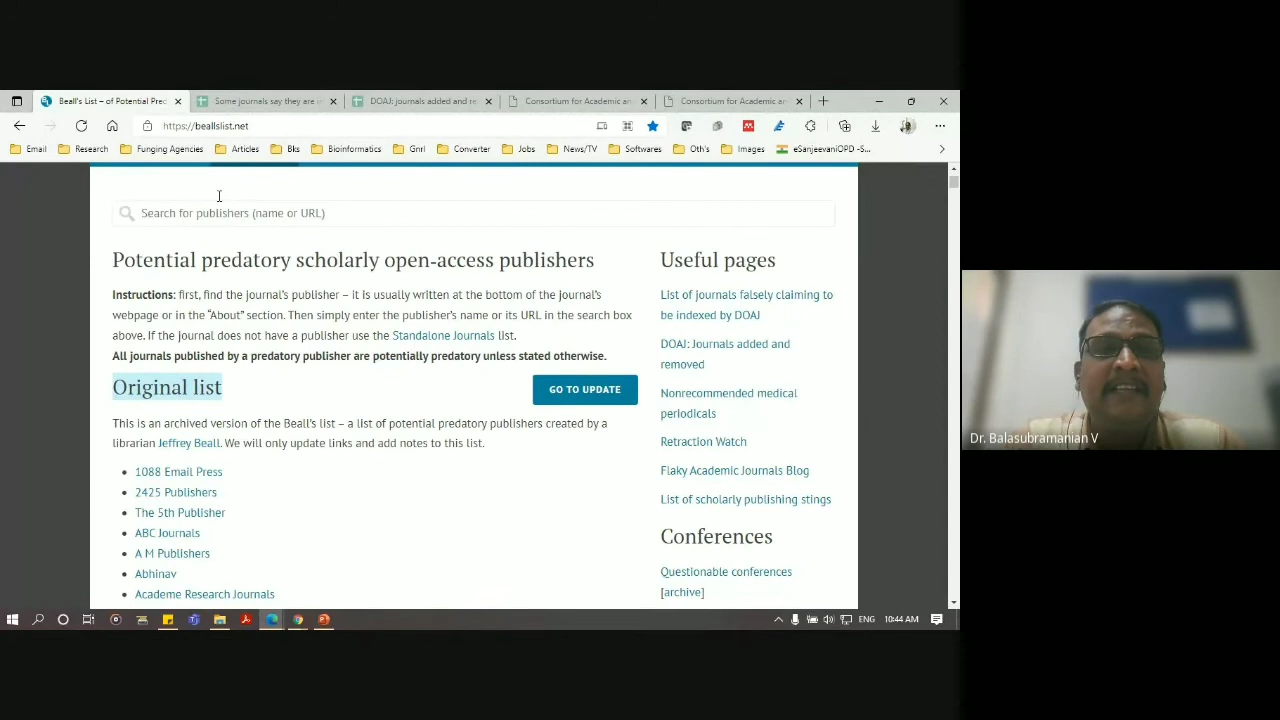 Beall's List – of Potential Prec
Some journals say they are in
DOAJ: journals added and re
Consortium for Academic an
Consortium for Academic an
https://beallslist.net
Email
Research
Funging Agencies
Articles
Bks
Bioinformatics
Gnrl
Converter
Jobs
News/TV
Softwares
Oth's
Images
eSanjeevaniOPD -S...
Search for publishers (name or URL)
Potential predatory scholarly open-access publishers
Instructions: first, find the journal's publisher – it is usually written at the bottom of the journal's
webpage or in the “About” section. Then simply enter the publisher's name or its URL in the search box
above. If the journal does not have a publisher use the Standalone Journals list.
All journals published by a predatory publisher are potentially predatory unless stated otherwise.
Original list
GO TO UPDATE
This is an archived version of the Beall's list – a list of potential predatory publishers created by a
librarian Jeffrey Beall. We will only update links and add notes to this list.
1088 Email Press
2425 Publishers
The 5th Publisher
ABC Journals
A M Publishers
Abhinav
Academe Research Journals
Useful pages
List of journals falsely claiming to
be indexed by DOAJ
DOAJ: Journals added and
removed
Nonrecommended medical
periodicals
Retraction Watch
Flaky Academic Journals Blog
List of scholarly publishing stings
Conferences
Questionable conferences
[archive]
ENG
10:44 AM
Dr. Balasubramanian V